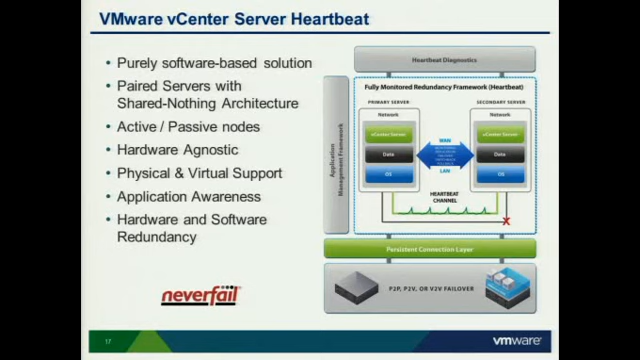 VMware vCenter Server Heartbeat
• Purely software-based solution
• Paired Servers with
Shared-Nothing Architecture
• Active / Passive nodes
• Hardware Agnostic
• Physical & Virtual Support
• Application Awareness
• Hardware and Software
Redundancy
neverfail
Heartbeat Diagnostics
Application
Management Framework
Fully Monitored Redundancy Framework (Heartbeat)
PRIMARY SERVER
SECONDARY SERVER
Network
Network
vCenter Server
vCenter Server
WAN
Data
Data
LAN
OS
OS
HEARTBEAT
CHANNEL
X
Persistent Connection Layer
P2P, P2V, OR V2V FAILOVER
17
vmware